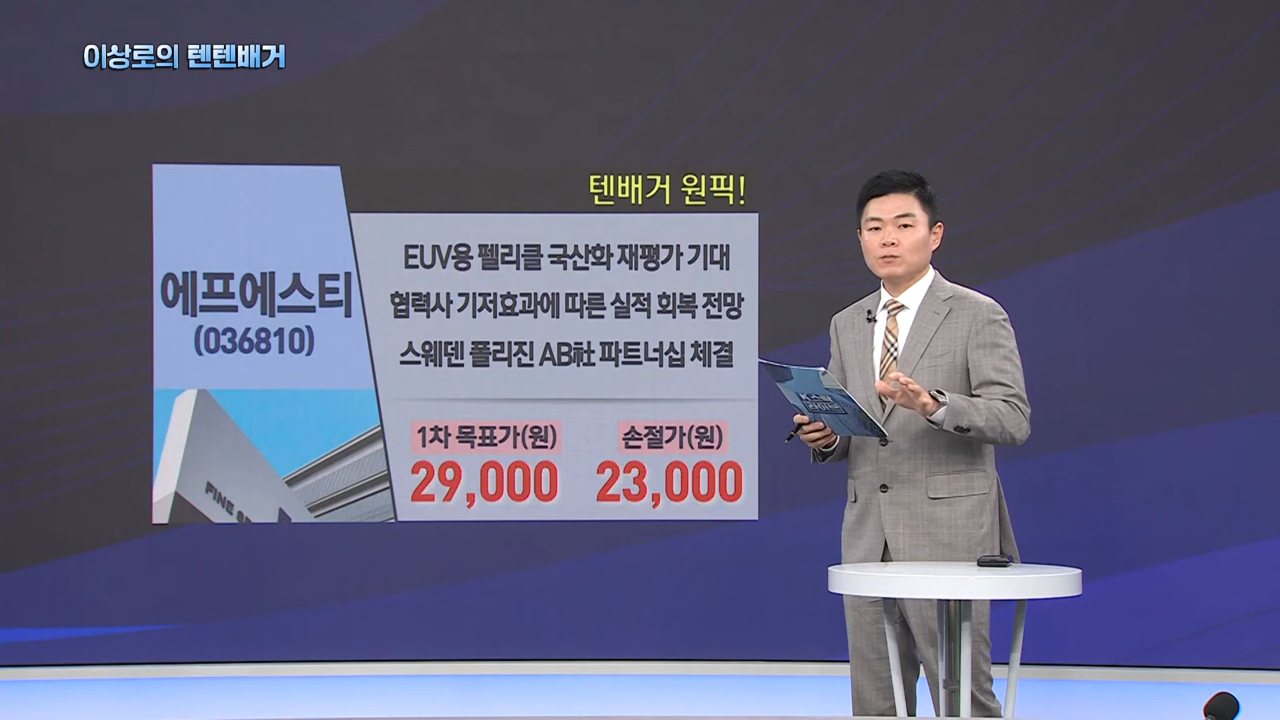 이상로의 텐텐배거
텐배거 원픽!
에프에스티
(036810)
EUV용 펠리클 국산화 재평가 기대
협력사 기저효과에 따른 실적 회복 전망
스웨덴 폴리진 AB社 파트너십 체결
1차 목표가(원)
29,000
손절가(원)
23,000
FINE